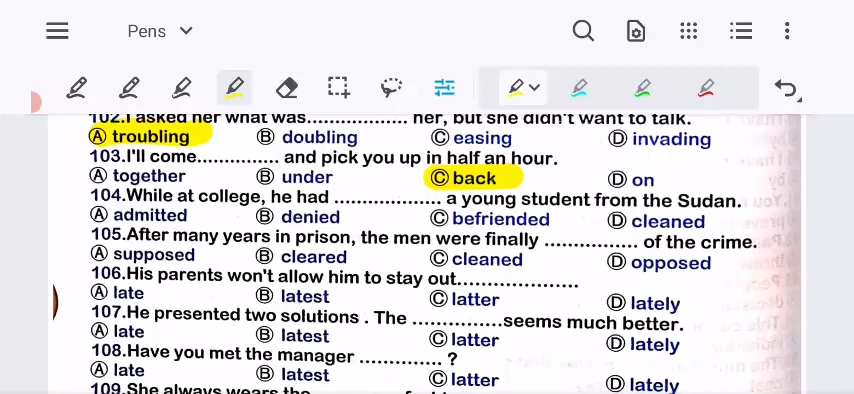 Pens
102.I asked her what was.................. her, but she didn't want to talk.
Ⓐ troubling Ⓑ doubling Ⓒ easing Ⓓ invading
103.I'll come.............. and pick you up in half an hour.
Ⓐ together Ⓑ under Ⓒ back Ⓓ on
104.While at college, he had ................... a young student from the Sudan.
Ⓐ admitted Ⓑ denied Ⓒ befriended Ⓓ cleaned
105.After many years in prison, the men were finally ................ of the crime.
Ⓐ supposed Ⓑ cleared Ⓒ cleaned Ⓓ opposed
106.His parents won't allow him to stay out......................
Ⓐ late Ⓑ latest Ⓒ latter Ⓓ lately
107.He presented two solutions . The ................seems much better.
Ⓐ late Ⓑ latest Ⓒ latter Ⓓ lately
108.Have you met the manager .............. ?
Ⓐ late Ⓑ latest Ⓒ latter Ⓓ lately
109.She always wears the